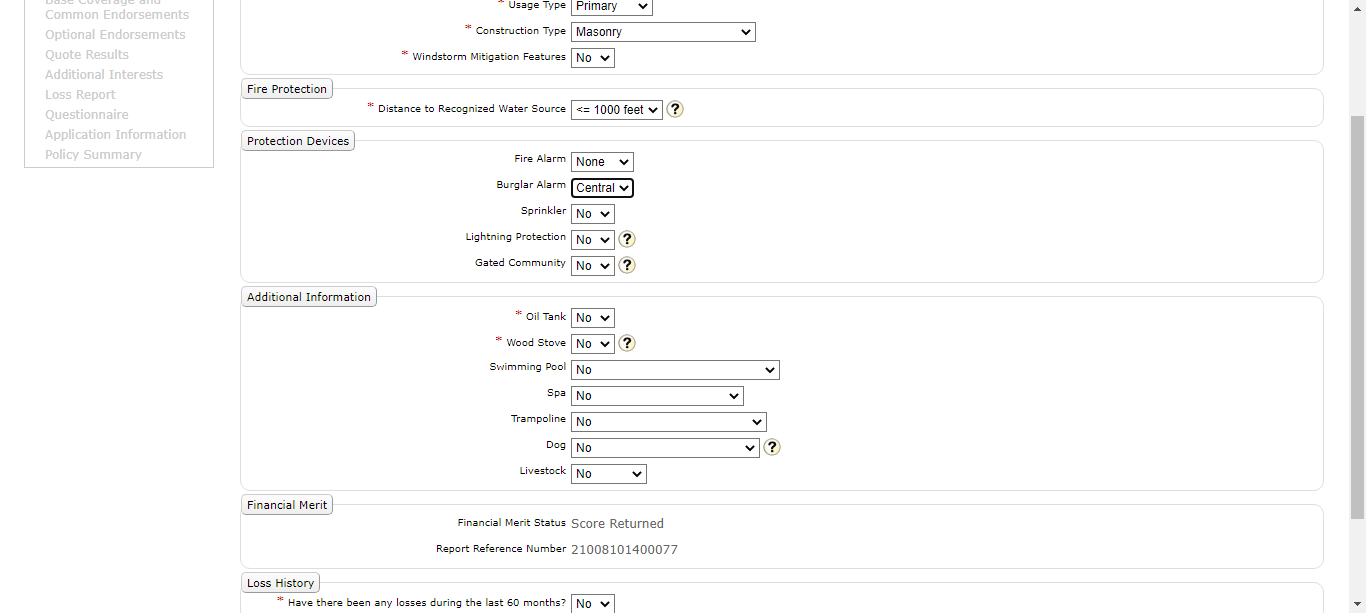 Base Coverage and
Common Endorsements
Optional Endorsements
Quote Results
Additional Interests
Loss Report
Questionnaire
Application Information
Policy Summary
* Usage Type Primary
* Construction Type Masonry
* Windstorm Mitigation Features No
Fire Protection
* Distance to Recognized Water Source <= 1000 feet ?
Protection Devices
Fire Alarm None
Burglar Alarm Central
Sprinkler No
Lightning Protection No ?
Gated Community No ?
Additional Information
* Oil Tank No
* Wood Stove No ?
Swimming Pool No
Spa No
Trampoline No
Dog No ?
Livestock No
Financial Merit
Financial Merit Status Score Returned
Report Reference Number 21008101400077
Loss History
* Have there been any losses during the last 60 months? No